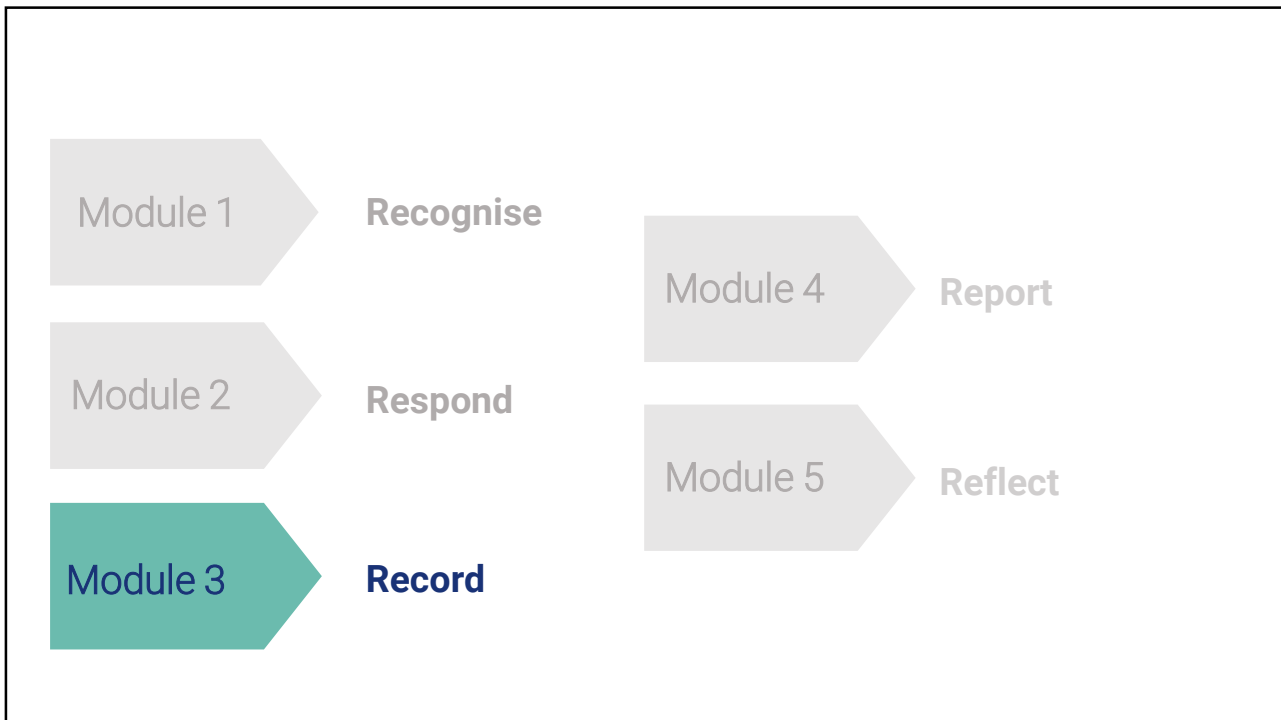 Module 1
Recognise
Module 2
Respond
Module 3
Record
Module 4
Report
Module 5
Reflect